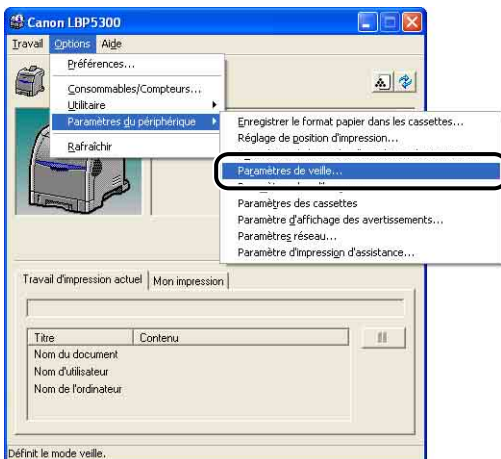 Canon LBP5300
Travail Options Aide
Préférences...
Consommables/Compteurs...
Utilitaire
Paramètres du périphérique
Rafraîchir
Enregistrer le format papier dans les cassettes...
Réglage de position d'impression...
Paramètres de veille...
Paramètres des cassettes
Paramètre d'affichage des avertissements...
Paramètres réseau...
Paramètre d'impression d'assistance...
Travail d'impression actuel Mon impression
Titre Contenu
Nom du document
Nom d'utilisateur
Nom de l'ordinateur
Définit le mode veille.